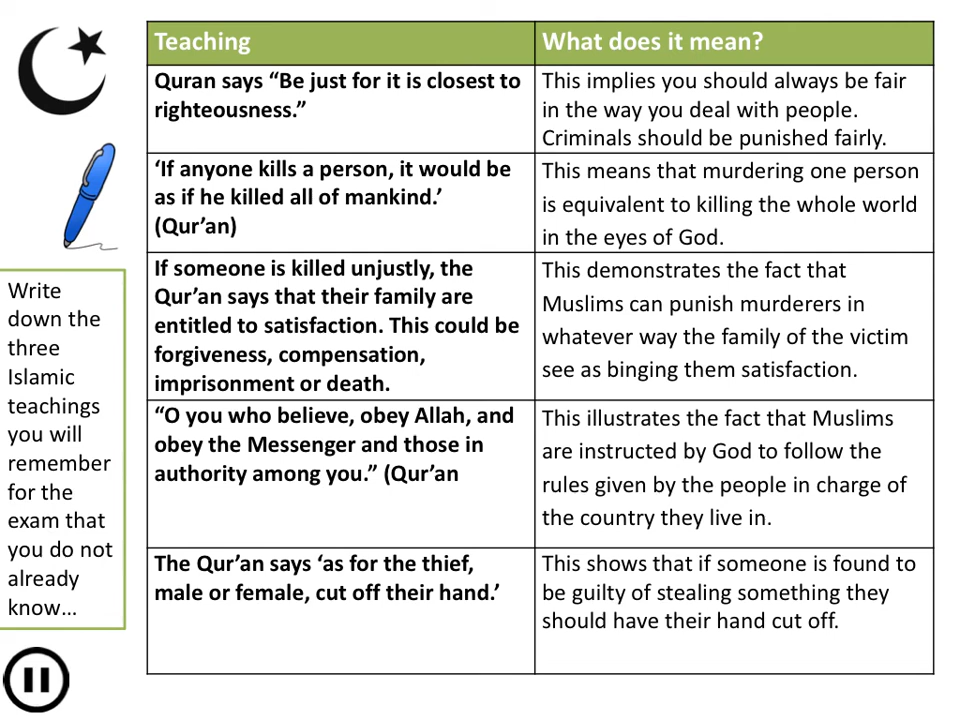 Teaching
What does it mean?
Quran says “Be just for it is closest to
righteousness.”
This implies you should always be fair
in the way you deal with people.
Criminals should be punished fairly.
‘If anyone kills a person, it would be
as if he killed all of mankind.’
(Qur’an)
This means that murdering one person
is equivalent to killing the whole world
in the eyes of God.
If someone is killed unjustly, the
Qur’an says that their family are
entitled to satisfaction. This could be
forgiveness, compensation,
imprisonment or death.
This demonstrates the fact that
Muslims can punish murderers in
whatever way the family of the victim
see as binging them satisfaction.
“O you who believe, obey Allah, and
obey the Messenger and those in
authority among you.” (Qur’an
This illustrates the fact that Muslims
are instructed by God to follow the
rules given by the people in charge of
the country they live in.
The Qur’an says ‘as for the thief,
male or female, cut off their hand.’
This shows that if someone is found to
be guilty of stealing something they
should have their hand cut off.
Write
down the
three
Islamic
teachings
you will
remember
for the
exam that
you do not
already
know…